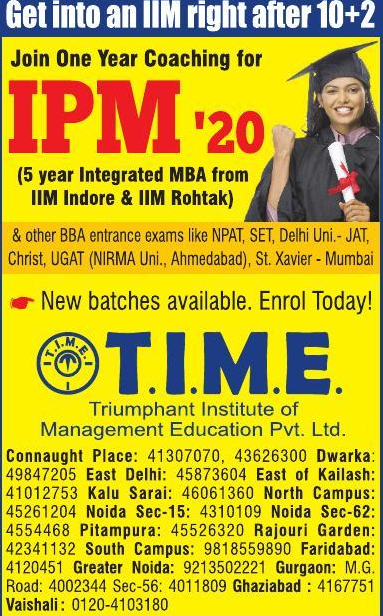 Get into an IIM right after 10+2
Join One Year Coaching for
IPM '20
(5 year Integrated MBA from
IIM Indore & IIM Rohtak)
& other BBA entrance exams like NPAT, SET, Delhi Uni.- JAT,
Christ, UGAT (NIRMA Uni., Ahmedabad), St. Xavier - Mumbai
New batches available. Enrol Today!
T.I.M.E.
T.I.M.E.
Triumphant Institute of
Management Education Pvt. Ltd.
Connaught Place: 41307070, 43626300 Dwarka:
49847205 East Delhi: 45873604 East of Kailash:
41012753 Kalu Sarai: 46061360 North Campus:
45261204 Noida Sec-15: 4310109 Noida Sec-62:
4554468 Pitampura: 45526320 Rajouri Garden:
42341132 South Campus: 9818559890 Faridabad:
4120451 Greater Noida: 9213502221 Gurgaon: M.G.
Road: 4002344 Sec-56: 4011809 Ghaziabad : 4167751
Vaishali : 0120-4103180